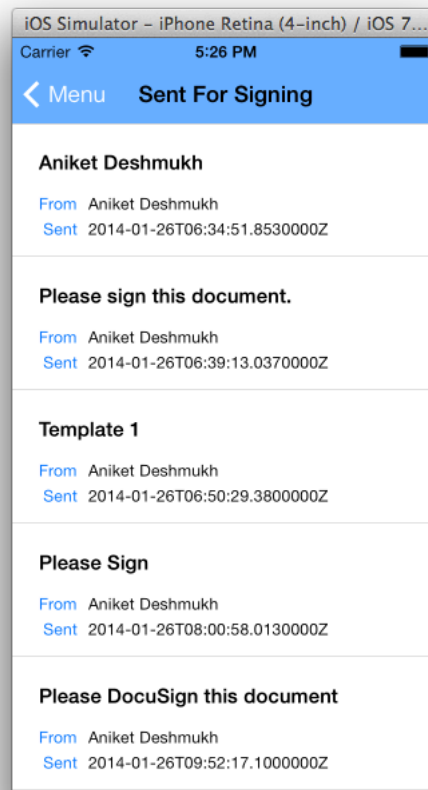 iOS Simulator – iPhone Retina (4-inch) / iOS 7...
Carrier 5:26 PM
Menu Sent For Signing
Aniket Deshmukh
From Aniket Deshmukh
Sent 2014-01-26T06:34:51.8530000Z
Please sign this document.
From Aniket Deshmukh
Sent 2014-01-26T06:39:13.0370000Z
Template 1
From Aniket Deshmukh
Sent 2014-01-26T06:50:29.3800000Z
Please Sign
From Aniket Deshmukh
Sent 2014-01-26T08:00:58.0130000Z
Please DocuSign this document
From Aniket Deshmukh
Sent 2014-01-26T09:52:17.1000000Z